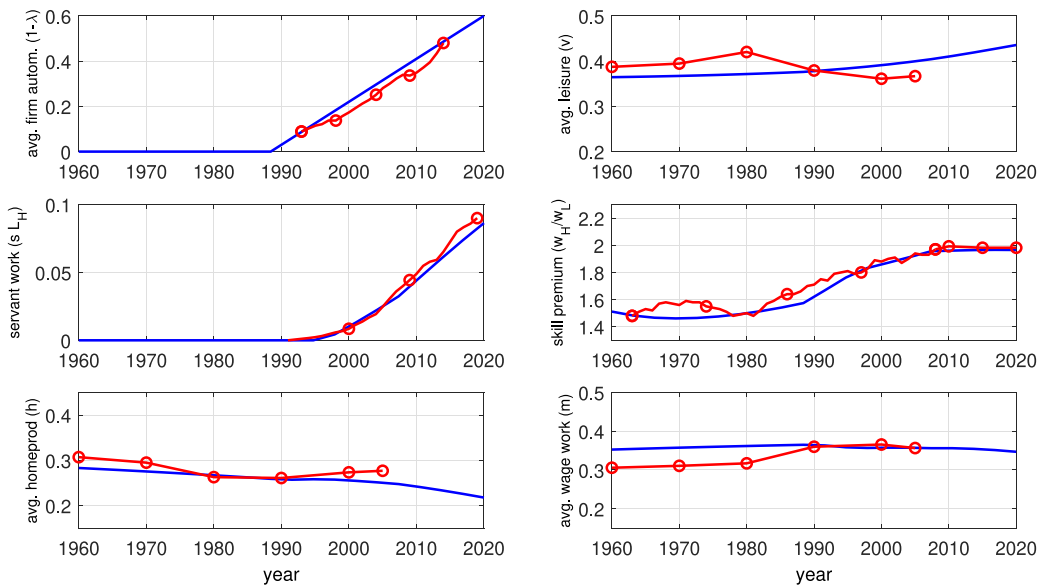 avg. firm autom. (1-λ)
0.6
0.4
0.2
0
1960 1970 1980 1990 2000 2010 2020
avg. leisure (v)
0.5
0.4
0.3
0.2
1960 1970 1980 1990 2000 2010 2020
servant work (s L_H)
0.1
0.05
0
1960 1970 1980 1990 2000 2010 2020
skill premium (w_H/w_L)
2.2
2
1.8
1.6
1.4
1960 1970 1980 1990 2000 2010 2020
avg. homeprod (h)
0.4
0.3
0.2
1960 1970 1980 1990 2000 2010 2020
year
avg. wage work (m)
0.5
0.4
0.3
0.2
1960 1970 1980 1990 2000 2010 2020
year